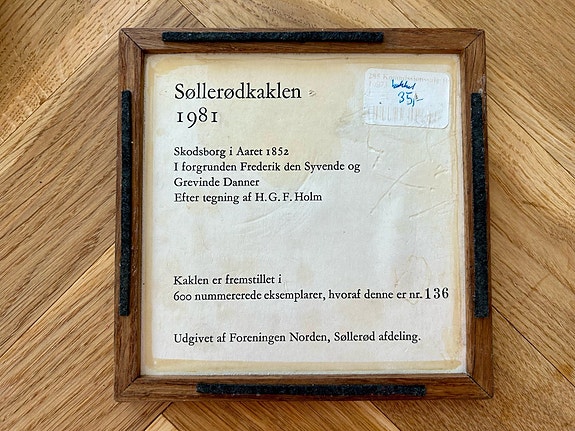 Søllerødkaklen
1981
35,-
Skodsborg i Aaret 1852
I forgrunden Frederik den Syvende og
Grevinde Danner
Efter tegning af H. G. F. Holm
Kaklen er fremstillet i
600 nummererede eksemplarer, hvoraf denne er nr. 136
Udgivet af Foreningen Norden, Søllerød afdeling.